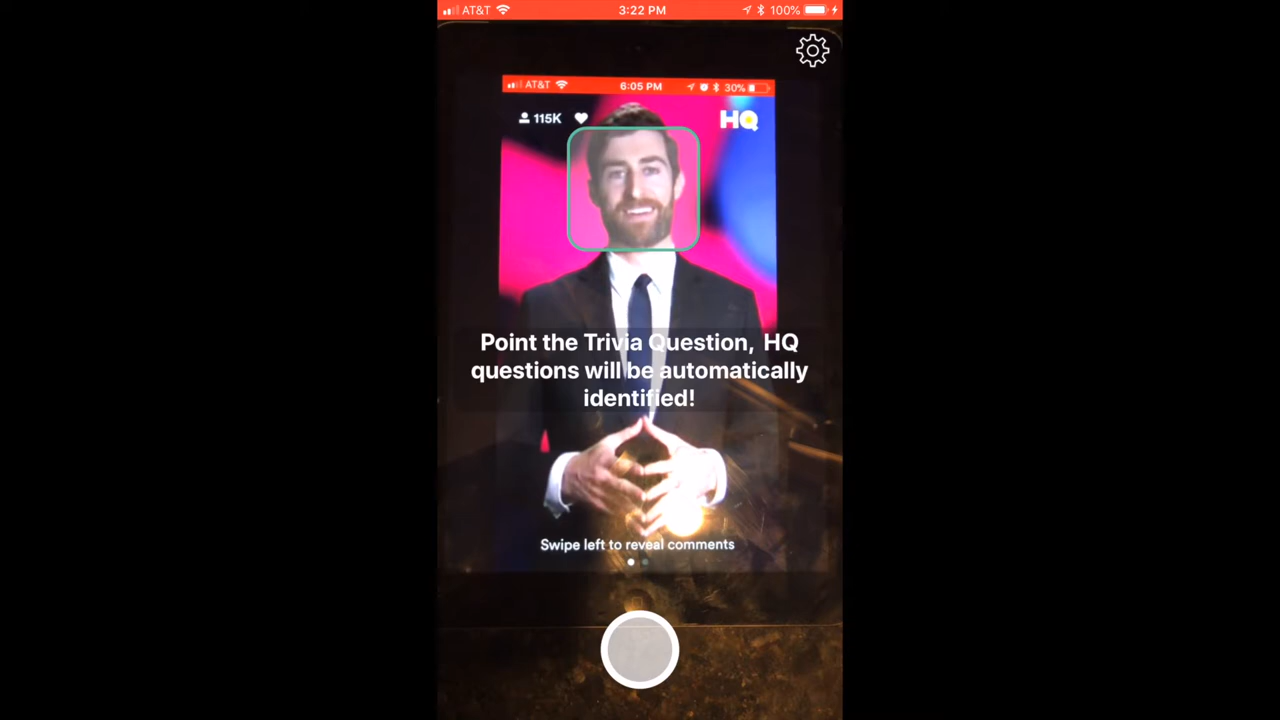 AT&T 3:22 PM 100%
AT&T 6:05 PM 30%
115K HQ
Point the Trivia Question, HQ
questions will be automatically
identified!
Swipe left to reveal comments